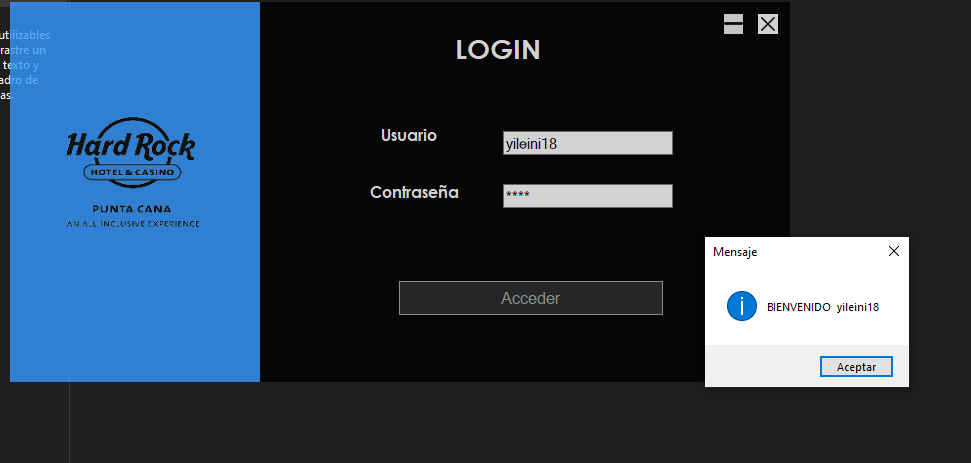 utilizables
rastre un
texto y
adro de
as.
LOGIN
Hard Rock
HOTEL & CASINO
PUNTA CANA
AN ALL INCLUSIVE EXPERIENCE
Usuario
yileini18
Contraseña
****
Acceder
Mensaje
BIENVENIDO yileini18
Aceptar